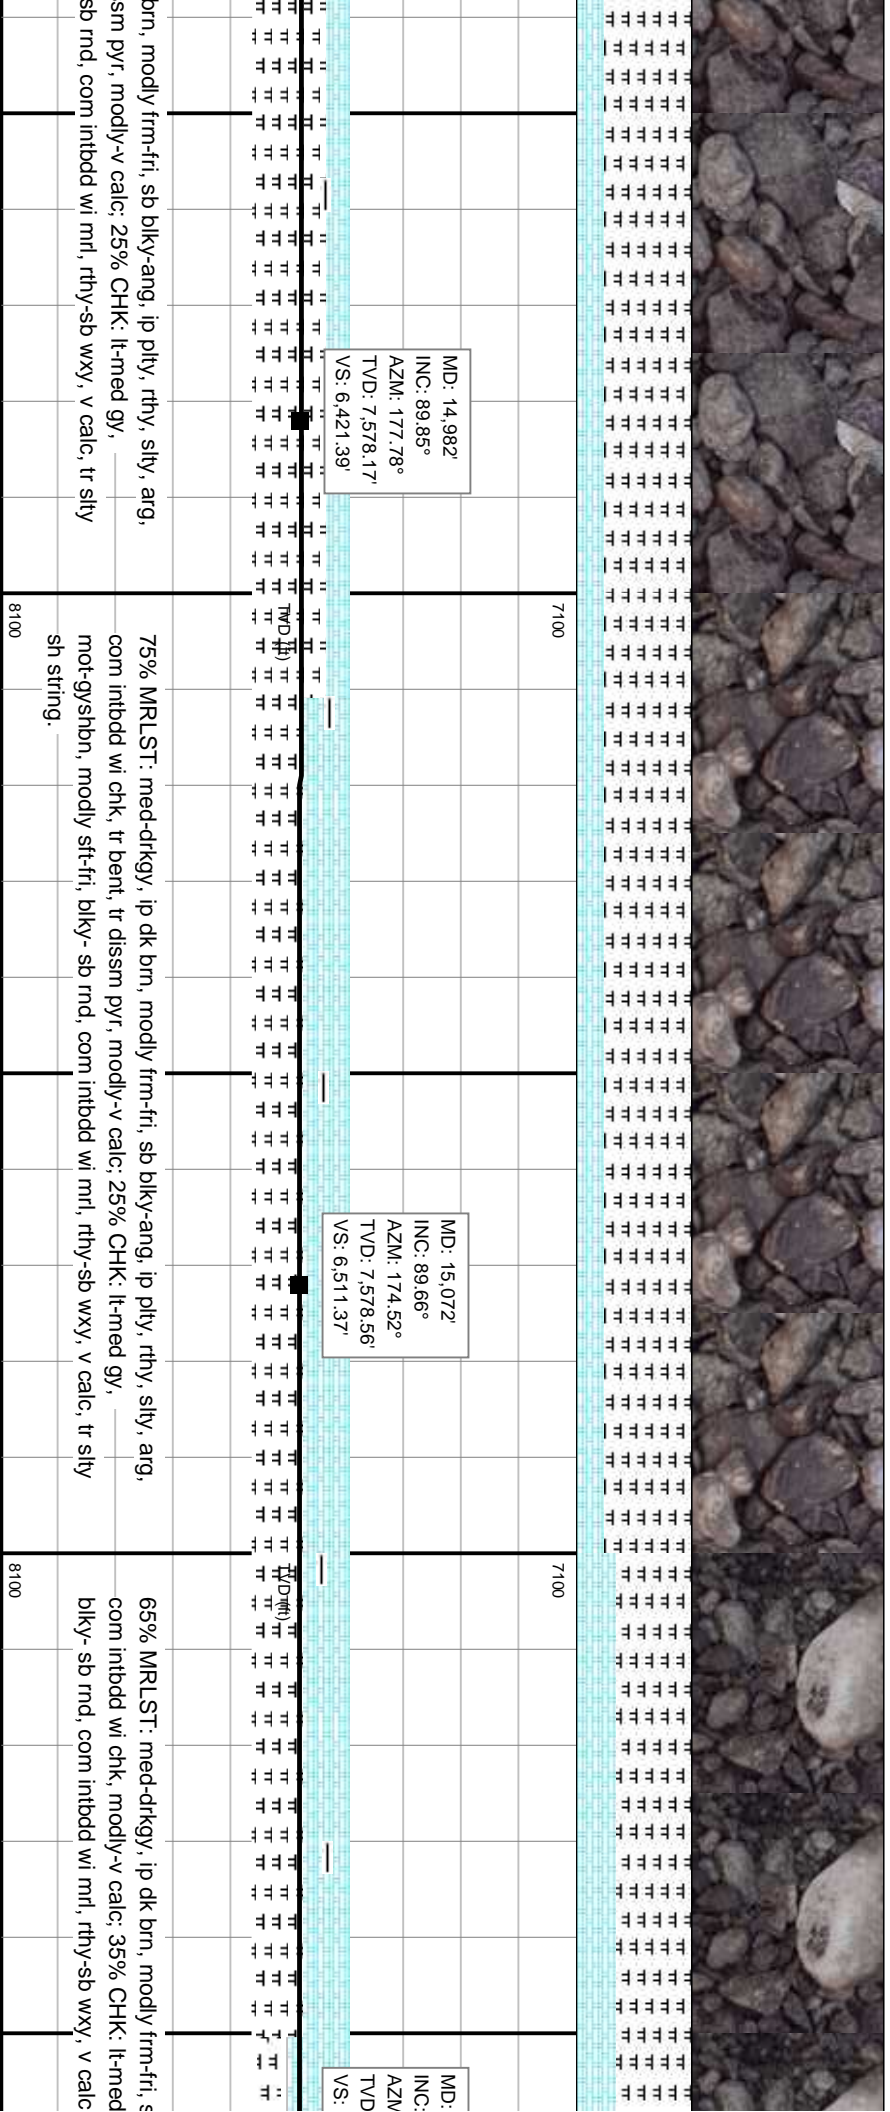 brn, modly frm-fri, sb blky-ang, ip plty, rthy, slty, arg,
sm pyr, modly-v calc; 25% CHK: lt-med gy,
sb rnd, com intbdd wi mrl, rthy-sb wxy, v calc, tr slty
MD: 14,982'
INC: 89.85°
AZM: 177.78°
TVD: 7,578.17'
VS: 6,421.39'
7100
TVD (ft)
8100
75% MRLST: med-drkgy, ip dk brn, modly frm-fri, sb blky-ang, ip plty, rthy, slty, arg,
com intbdd wi chk, tr bent, tr dissm pyr, modly-v calc; 25% CHK: lt-med gy,
mot-gyshbn, modly sft-fri, blky- sb rnd, com intbdd wi mrl, rthy-sb wxy, v calc, tr slty
sh string.
MD: 15,072'
INC: 89.66°
AZM: 174.52°
TVD: 7,578.56'
VS: 6,511.37'
7100
TVD (ft)
8100
65% MRLST: med-drkgy, ip dk brn, modly frm-fri, s
com intbdd wi chk, modly-v calc; 35% CHK: lt-med
blky- sb rnd, com intbdd wi mrl, rthy-sb wxy, v calc
MD:
INC:
AZM
TVD
VS: